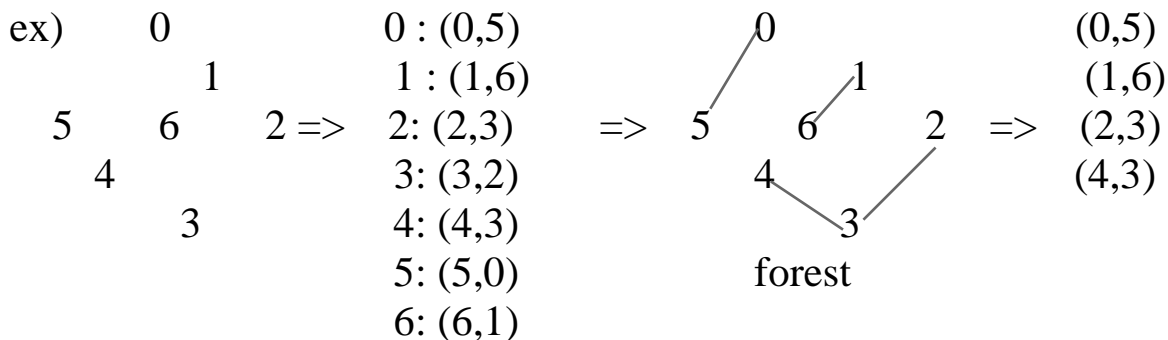 ex) 0 0 : (0,5) 0 (0,5)
1 1 : (1,6) 1 (1,6)
5 6 2 => 2: (2,3) => 5 6 2 => (2,3)
4 3: (3,2) 4 (4,3)
3 4: (4,3) 3
5: (5,0) forest
6: (6,1)